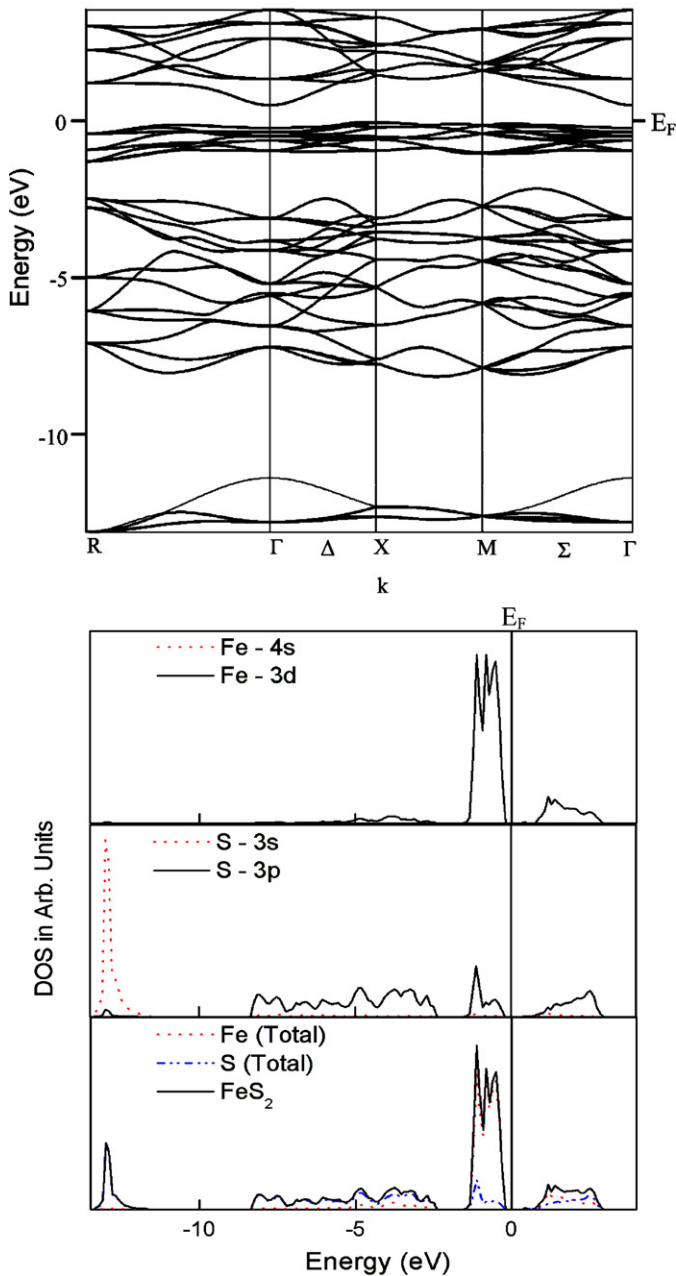 0
E_F
-5
-10
Energy (eV)
R Γ Δ X M Σ Γ
k
E_F
Fe - 4s
Fe - 3d
S - 3s
S - 3p
Fe (Total)
S (Total)
FeS₂
DOS in Arb. Units
-10 -5 0
Energy (eV)